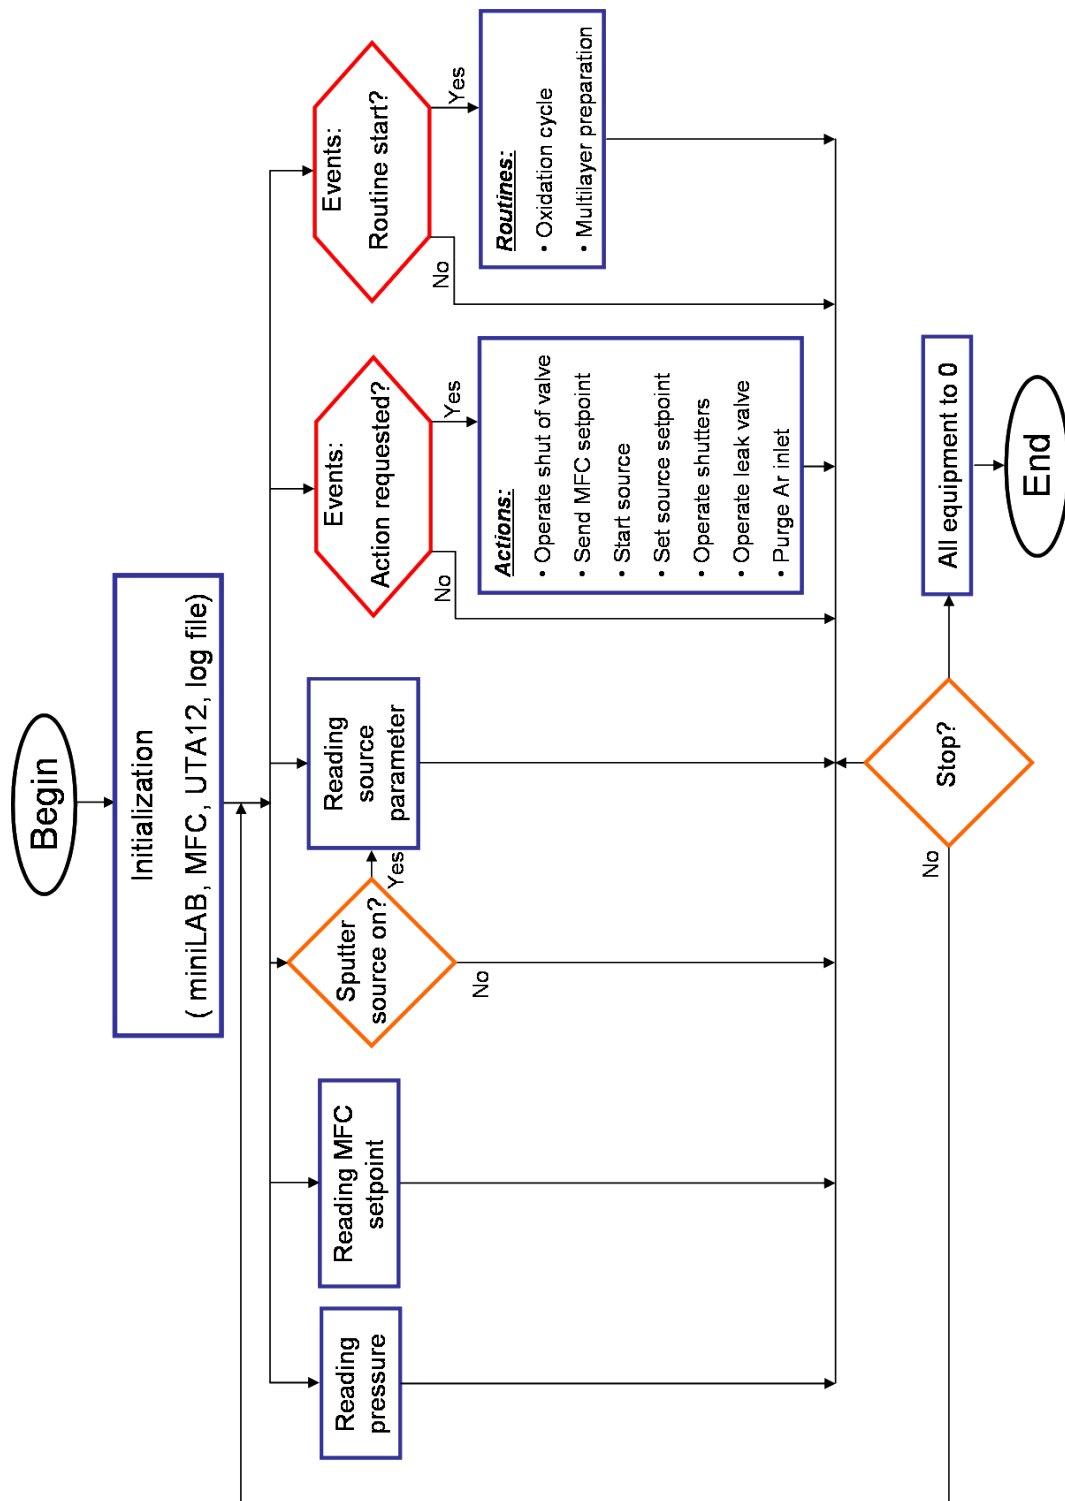 Begin
Initialization
( miniLAB, MFC, UTA12, log file)
Reading
pressure
Reading MFC
setpoint
Sputter
source on?
Yes
No
Reading
source
parameter
Events:
Action requested?
Yes
No
Actions:
• Operate shut of valve
• Send MFC setpoint
• Start source
• Set source setpoint
• Operate shutters
• Operate leak valve
• Purge Ar inlet
Events:
Routine start?
Yes
No
Routines:
• Oxidation cycle
• Multilayer preparation
Stop?
No
All equipment to 0
End